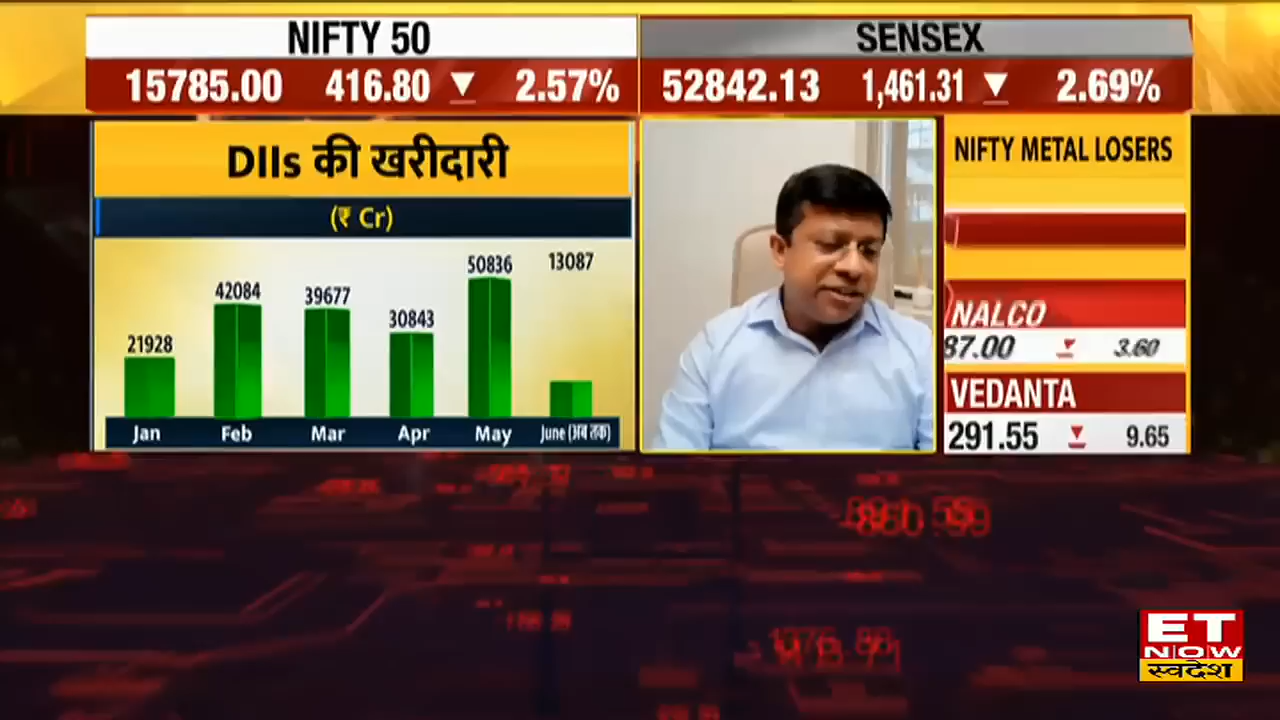 NIFTY 50
15785.00 416.80 ▼ 2.57%
SENSEX
52842.13 1,461.31 ▼ 2.69%
DIIs की खरीदारी
(₹ Cr)
21928 42084 39677 30843 50836 13087
Jan Feb Mar Apr May June (अब तक)
NIFTY METAL LOSERS
NALCO
87.00 ▼ 3.60
VEDANTA
291.55 ▼ 9.65
ET
NOW
स्वदेश